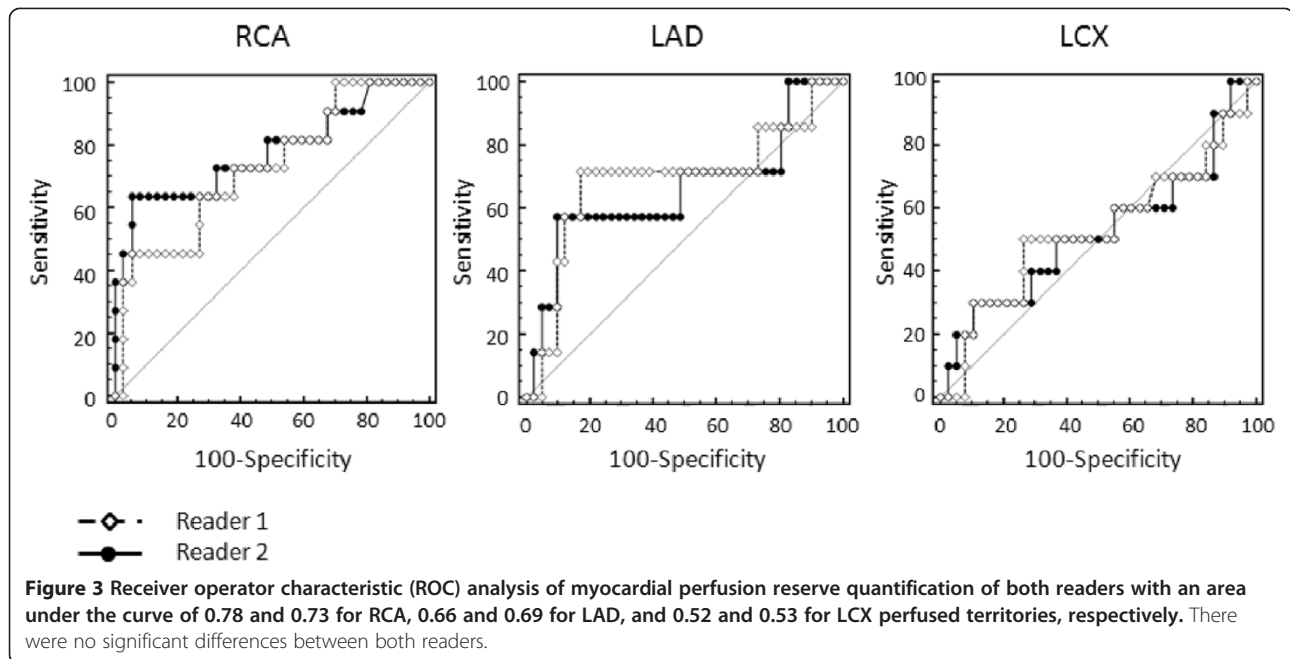 RCA
LAD
LCX
100
80
60
40
20
0
Sensitivity
0 20 40 60 80 100
100-Specificity
100
80
60
40
20
0
Sensitivity
0 20 40 60 80 100
100-Specificity
100
80
60
40
20
0
Sensitivity
0 20 40 60 80 100
100-Specificity
Reader 1
Reader 2
Figure 3 Receiver operator characteristic (ROC) analysis of myocardial perfusion reserve quantification of both readers with an area
under the curve of 0.78 and 0.73 for RCA, 0.66 and 0.69 for LAD, and 0.52 and 0.53 for LCX perfused territories, respectively. There
were no significant differences between both readers.